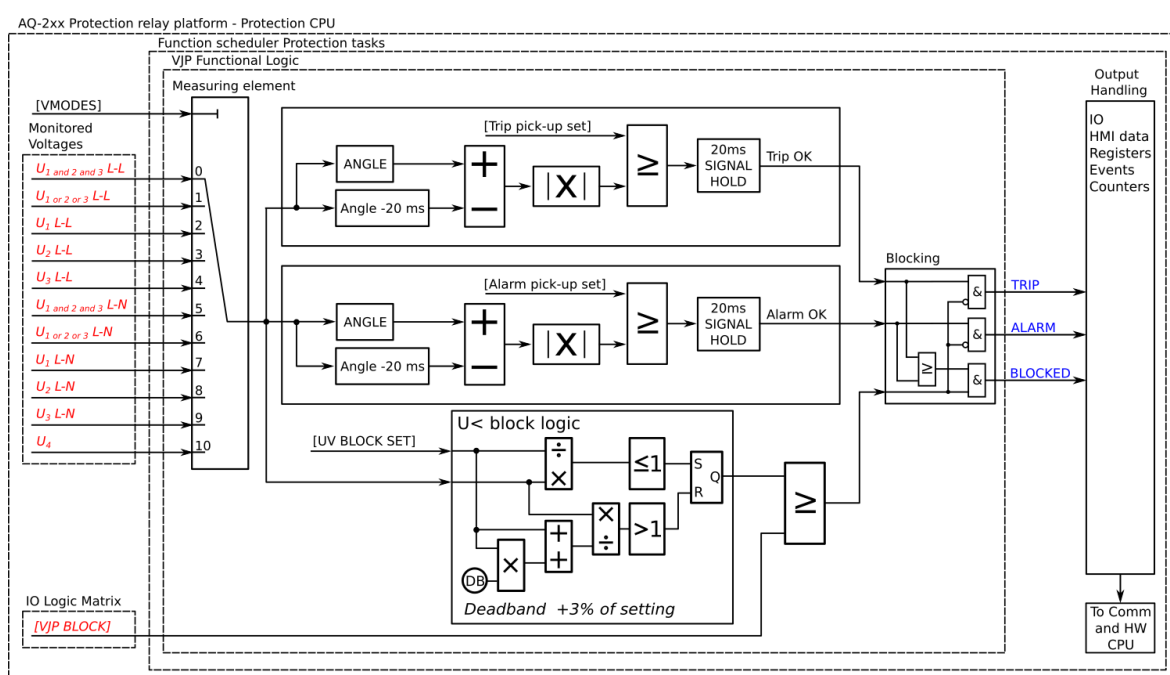 AQ-2xx Protection relay platform - Protection CPU
Function scheduler Protection tasks
VJP Functional Logic
Measuring element
[VMODES]
Monitored
Voltages
U1 and 2 and 3 L-L
U1 or 2 or 3 L-L
U1 L-L
U2 L-L
U3 L-L
U1 and 2 and 3 L-N
U1 or 2 or 3 L-N
U1 L-N
U2 L-N
U3 L-N
U4
0
1
2
3
4
5
6
7
8
9
10
[Trip pick-up set]
ANGLE
Angle -20 ms
+
−
|X|
≥
20ms
SIGNAL
HOLD
Trip OK
[Alarm pick-up set]
ANGLE
Angle -20 ms
+
−
|X|
≥
20ms
SIGNAL
HOLD
Alarm OK
U< block logic
[UV BLOCK SET]
÷
×
≤1
S
Q
R
×
÷
>1
+
+
×
DB
Deadband +3% of setting
≥
Blocking
&
&
≥
&
TRIP
ALARM
BLOCKED
Output
Handling
IO
HMI data
Registers
Events
Counters
To Comm
and HW
CPU
IO Logic Matrix
[VJP BLOCK]